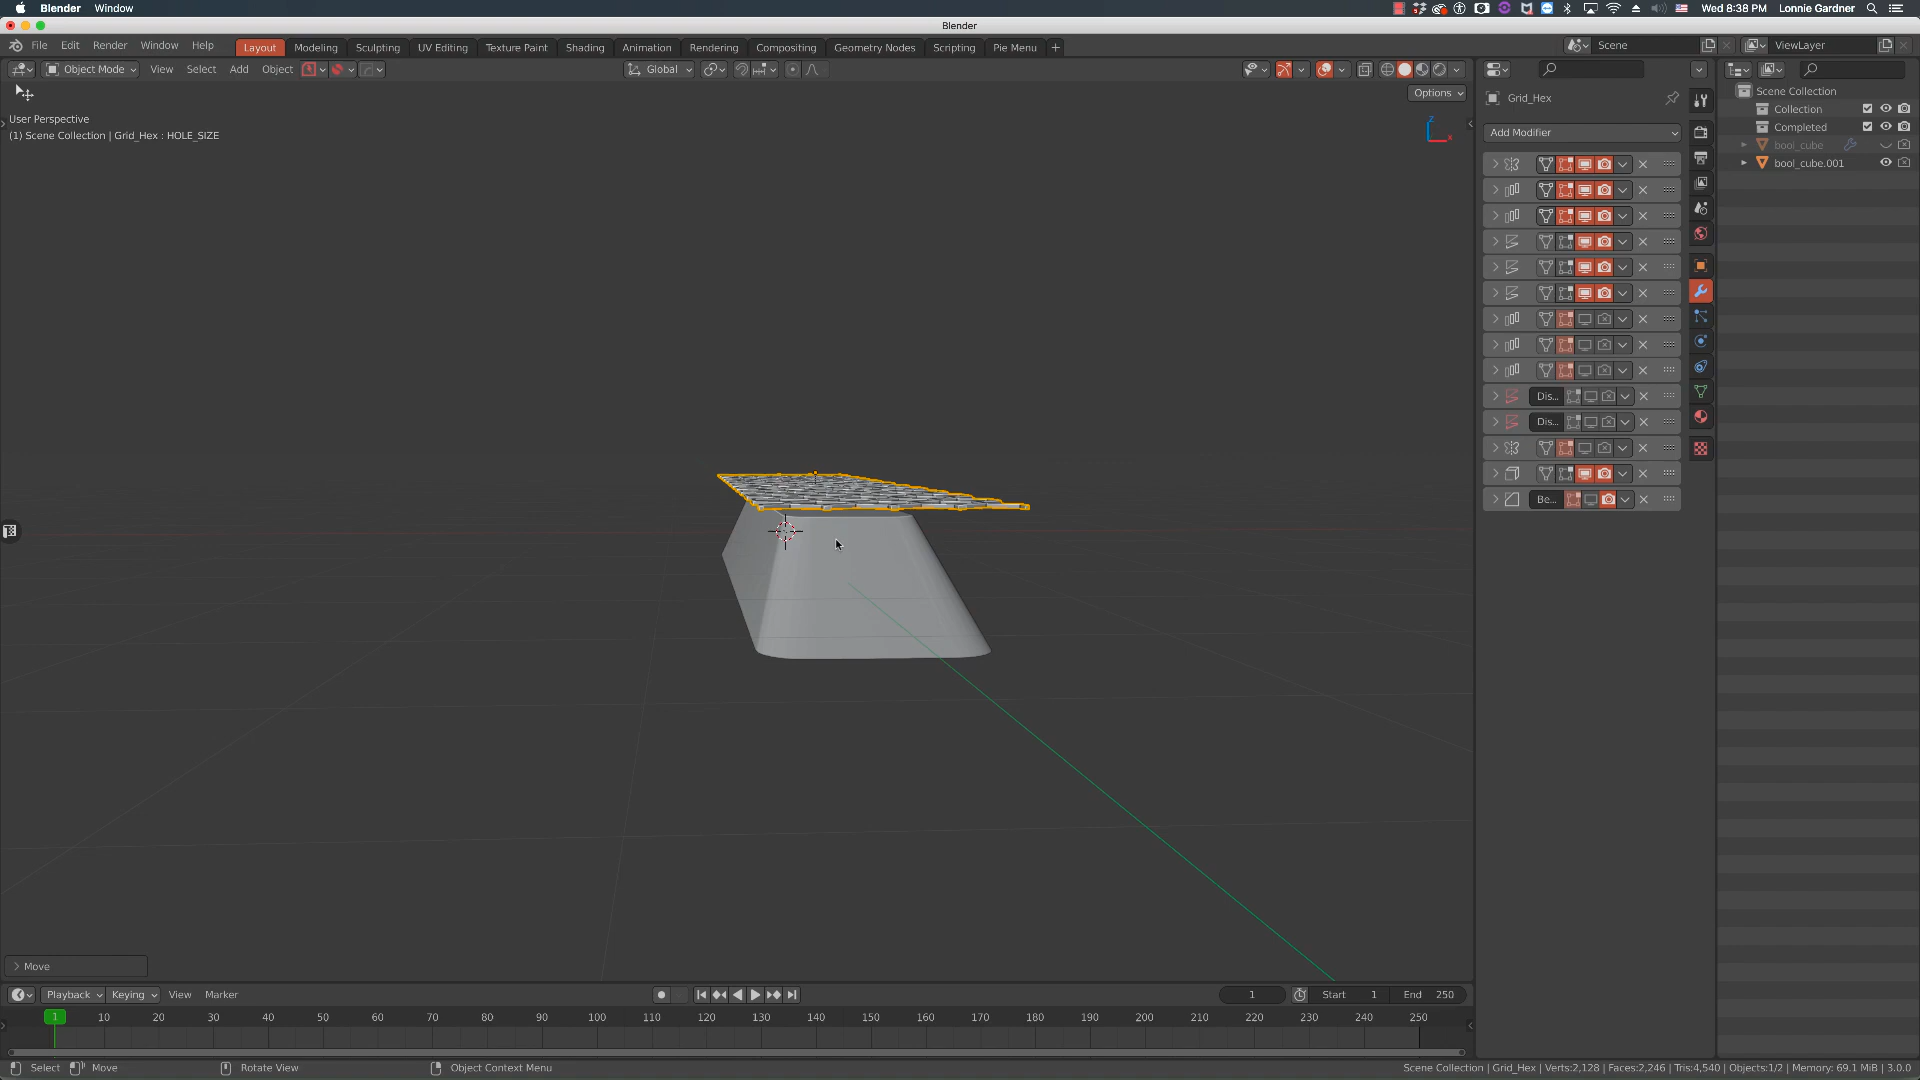 Blender Window
Wed 8:38 PM Lonnie Gardner
Blender
File Edit Render Window Help
Layout Modeling Sculpting UV Editing Texture Paint Shading Animation Rendering Compositing Geometry Nodes Scripting Pie Menu +
Scene
ViewLayer
Object Mode View Select Add Object
Global
Options
User Perspective
(1) Scene Collection | Grid_Hex : HOLE_SIZE
Z
X
Grid_Hex
Add Modifier
Dis...
Dis...
Be...
Scene Collection
Collection
Completed
bool_cube
bool_cube.001
Move
Playback Keying View Marker
1
Start 1
End 250
1 10 20 30 40 50 60 70 80 90 100 110 120 130 140 150 160 170 180 190 200 210 220 230 240 250
Select Move Rotate View Object Context Menu
Scene Collection | Grid_Hex | Verts:2,128 | Faces:2,246 | Tris:4,540 | Objects:1/2 | Memory: 69.1 MiB | 3.0.0